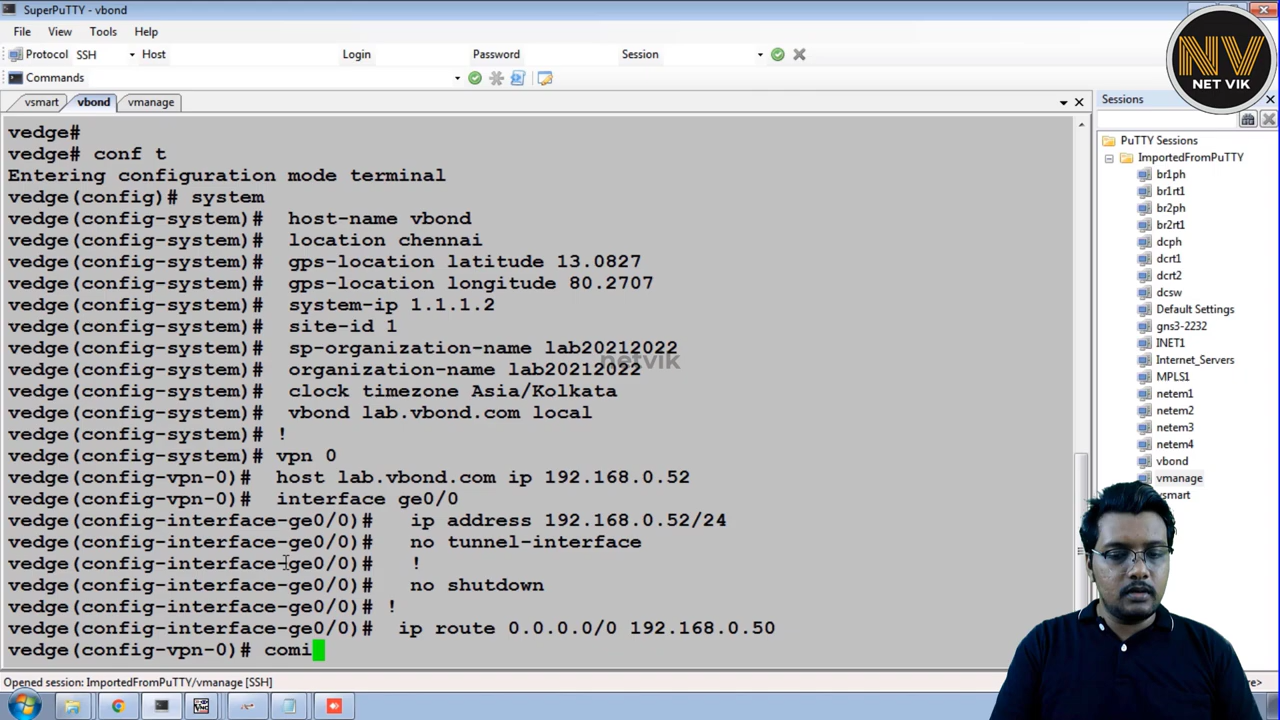 SuperPuTTY - vbond
File View Tools Help
Protocol SSH Host Login Password Session
Commands
NV
NET VIK
vsmart vbond vmanage
Sessions
vedge#
vedge# conf t
Entering configuration mode terminal
vedge(config)# system
vedge(config-system)# host-name vbond
vedge(config-system)# location chennai
vedge(config-system)# gps-location latitude 13.0827
vedge(config-system)# gps-location longitude 80.2707
vedge(config-system)# system-ip 1.1.1.2
vedge(config-system)# site-id 1
vedge(config-system)# sp-organization-name lab20212022
vedge(config-system)# organization-name lab20212022
netvik
vedge(config-system)# clock timezone Asia/Kolkata
vedge(config-system)# vbond lab.vbond.com local
vedge(config-system)# !
vedge(config-system)# vpn 0
vedge(config-vpn-0)# host lab.vbond.com ip 192.168.0.52
vedge(config-vpn-0)# interface ge0/0
vedge(config-interface-ge0/0)# ip address 192.168.0.52/24
vedge(config-interface-ge0/0)# no tunnel-interface
vedge(config-interface-ge0/0)# !
vedge(config-interface-ge0/0)# no shutdown
vedge(config-interface-ge0/0)# !
vedge(config-interface-ge0/0)# ip route 0.0.0.0/0 192.168.0.50
vedge(config-vpn-0)# comi
PuTTY Sessions
ImportedFromPuTTY
br1ph
br1rt1
br2ph
br2rt1
dcph
dcrt1
dcrt2
dcsw
Default Settings
gns3-2232
INET1
Internet_Servers
MPLS1
netem1
netem2
netem3
netem4
vbond
vmanage
smart
Opened session: ImportedFromPuTTY/vmanage [SSH]